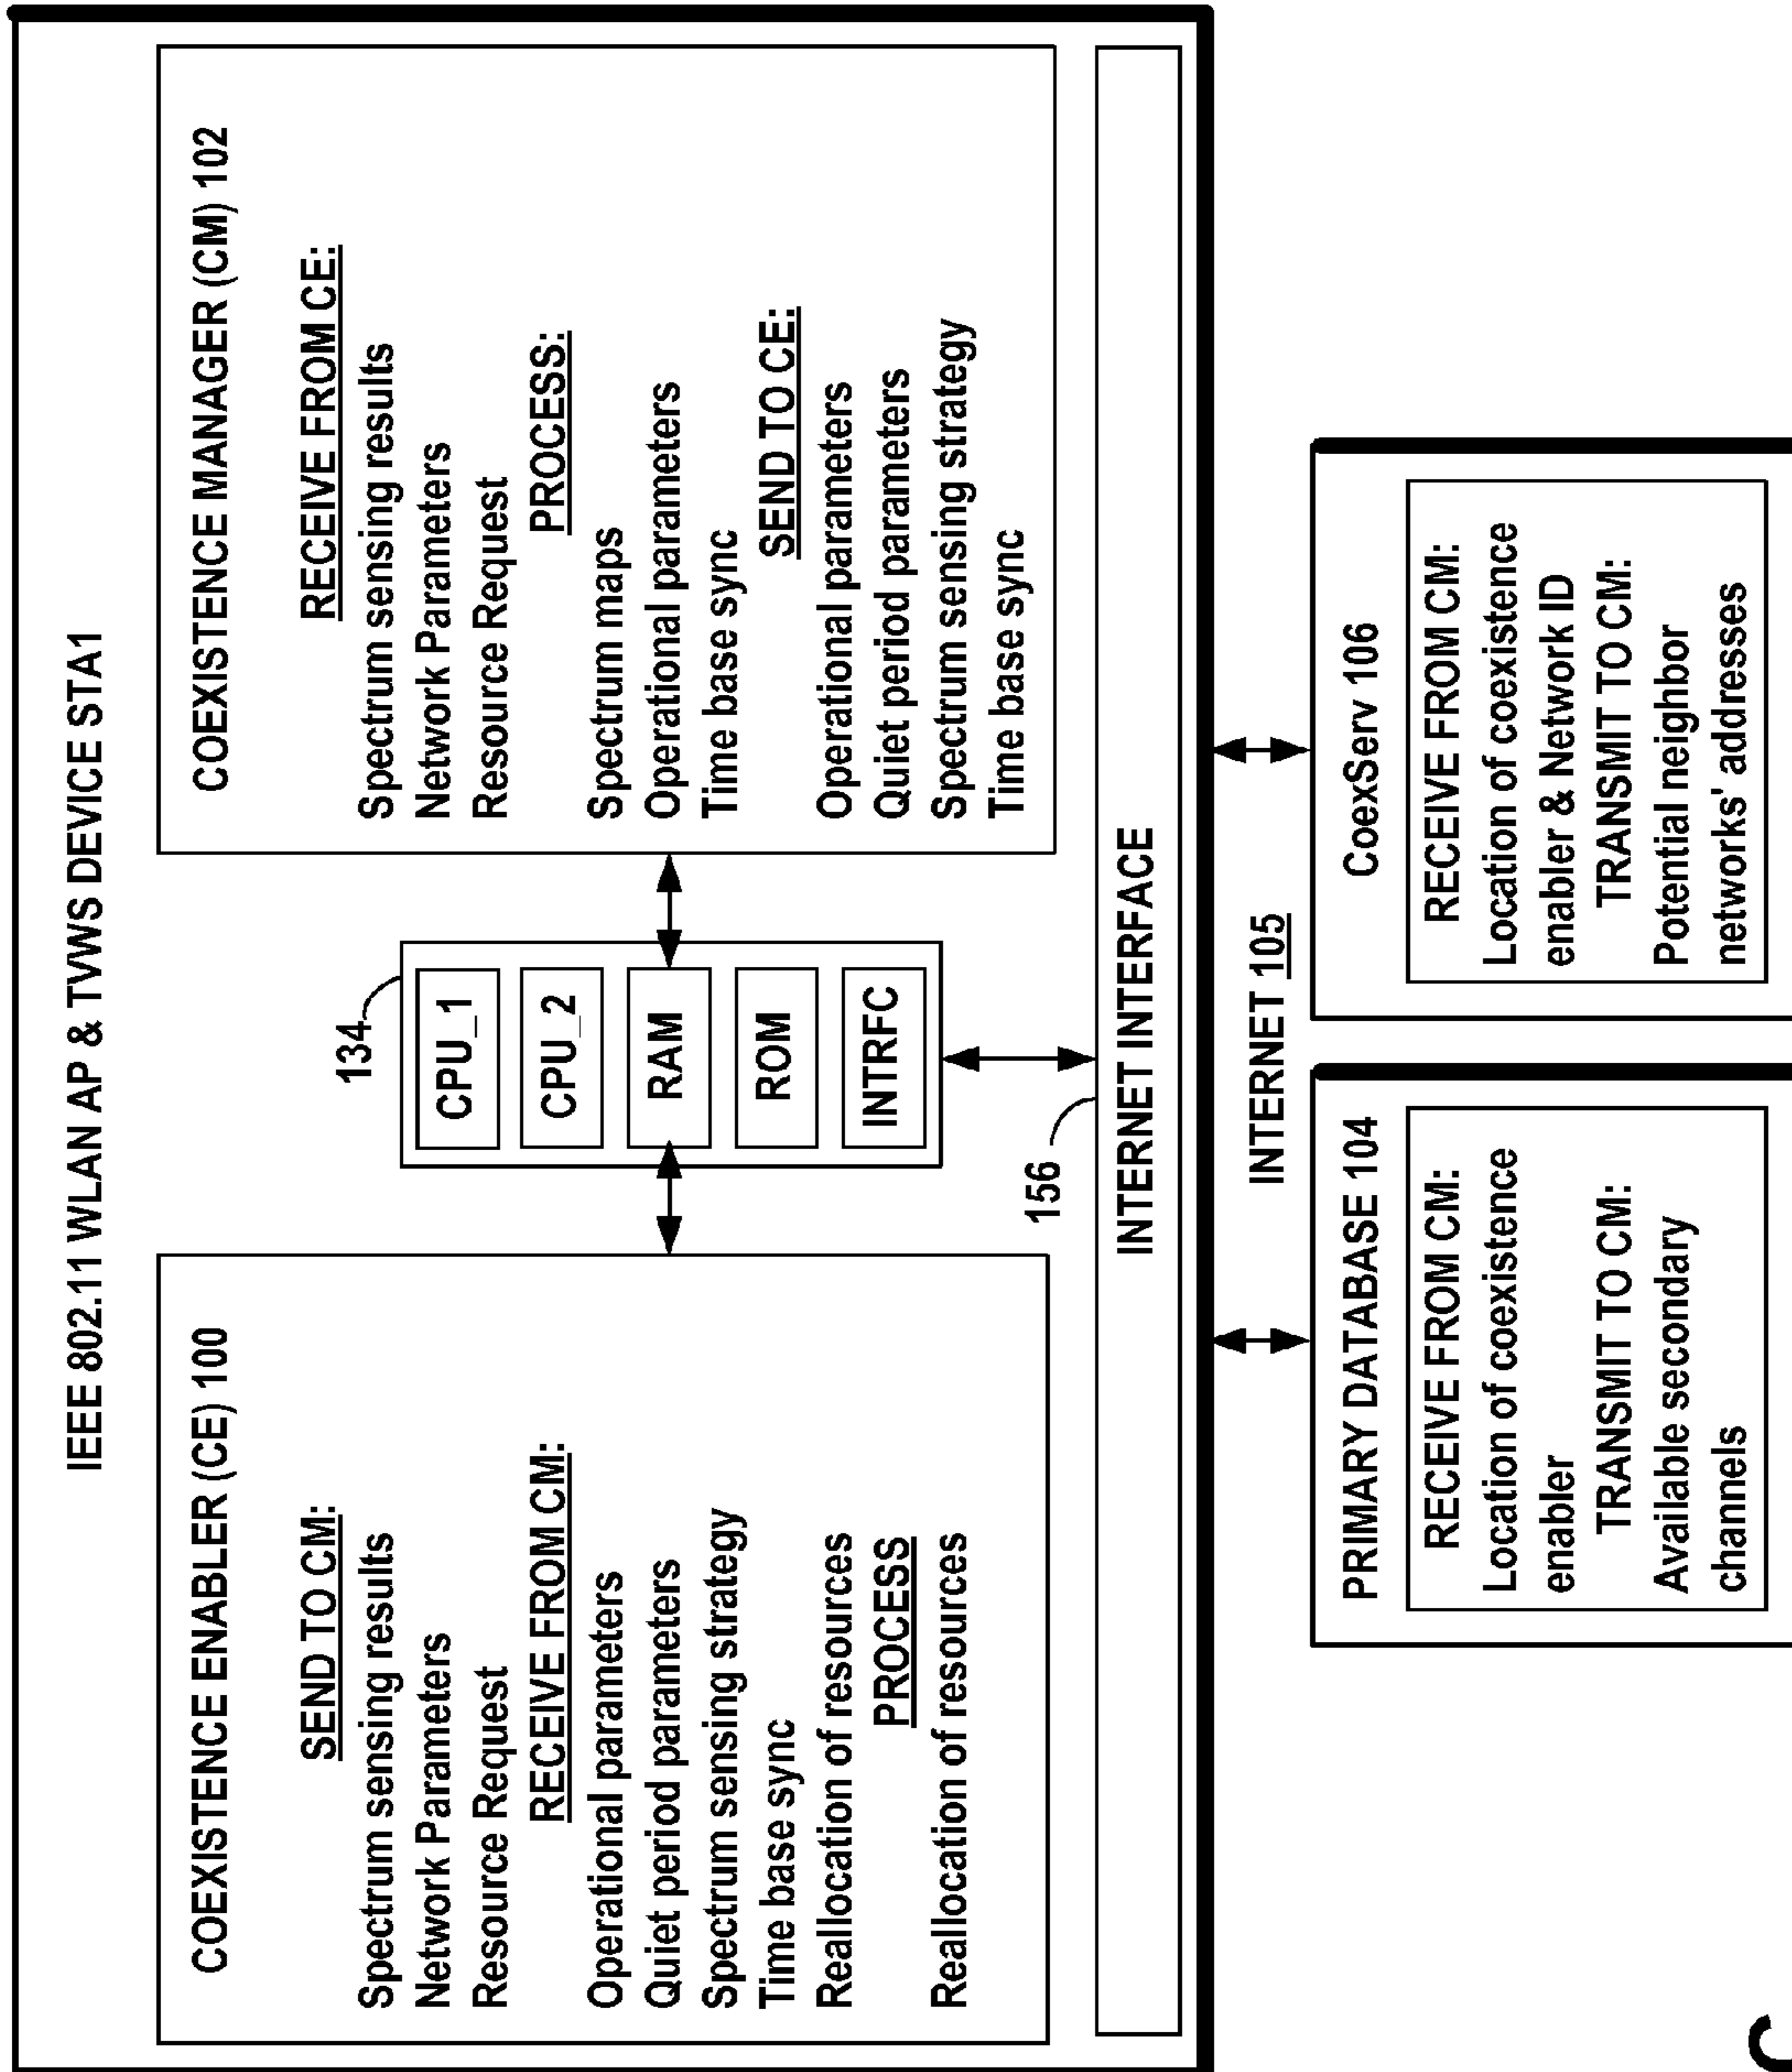 IEEE 802.11 WLAN AP & TVWS DEVICE STA1
COEXISTENCE ENABLER (CE) 100
SEND TO CM:
Spectrum sensing results
Network Parameters
Resource Request
RECEIVE FROM CM:
Operational parameters
Quiet period parameters
Spectrum sensing strategy
Time base sync
Reallocation of resources
PROCESS
Reallocation of resources
134
CPU_1
CPU_2
RAM
ROM
INTRFC
COEXISTENCE MANAGER (CM) 102
RECEIVE FROM CE:
Spectrum sensing results
Network Parameters
Resource Request
PROCESS:
Spectrum maps
Operational parameters
Time base sync
SEND TO CE:
Operational parameters
Quiet period parameters
Spectrum sensing strategy
Time base sync
156
INTERNET INTERFACE
INTERNET 105
PRIMARY DATABASE 104
RECEIVE FROM CM:
Location of coexistence
enabler
TRANSMIT TO CM:
Available secondary
channels
CoexServ 106
RECEIVE FROM CM:
Location of coexistence
enabler & Network ID
TRANSMIT TO CM:
Potential neighbor
networks' addresses